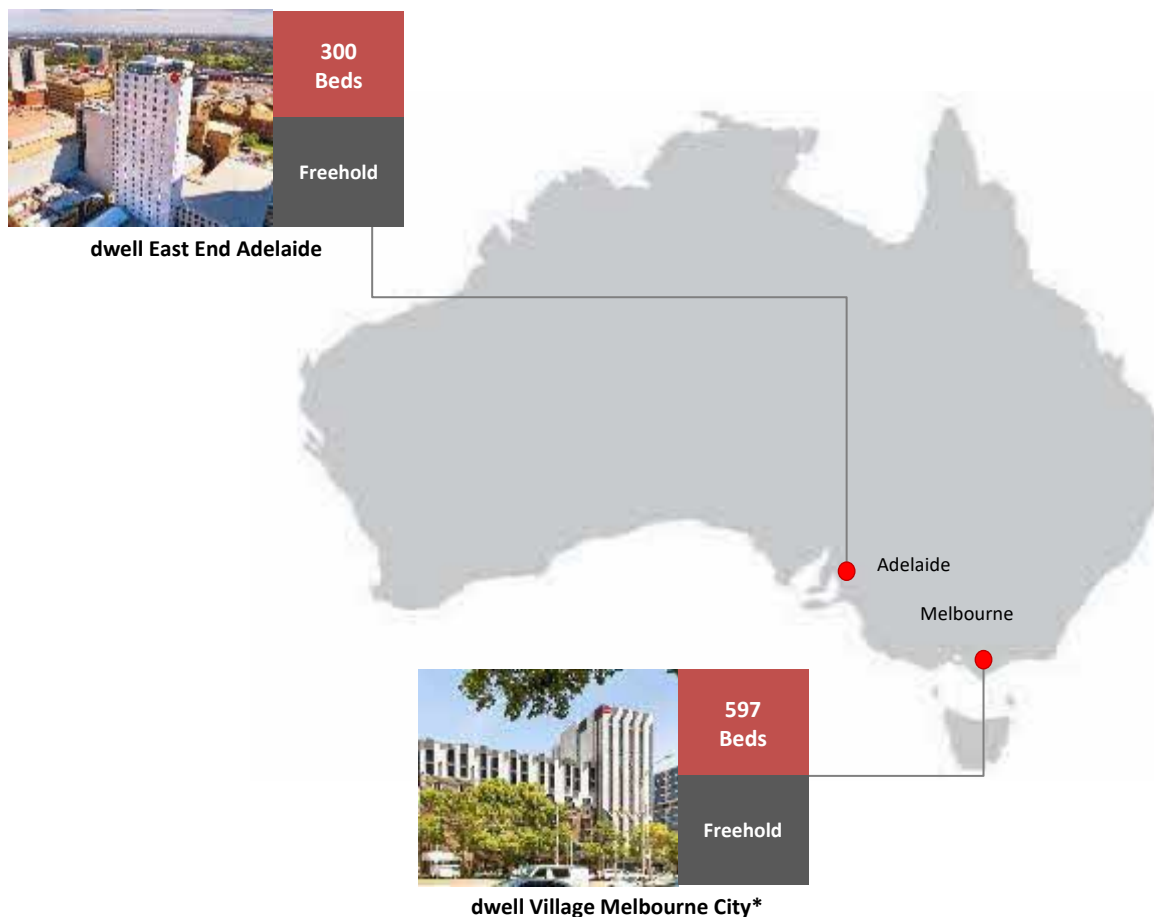 300
Beds
Freehold
dwell East End Adelaide
Adelaide
Melbourne
597
Beds
Freehold
dwell Village Melbourne City*